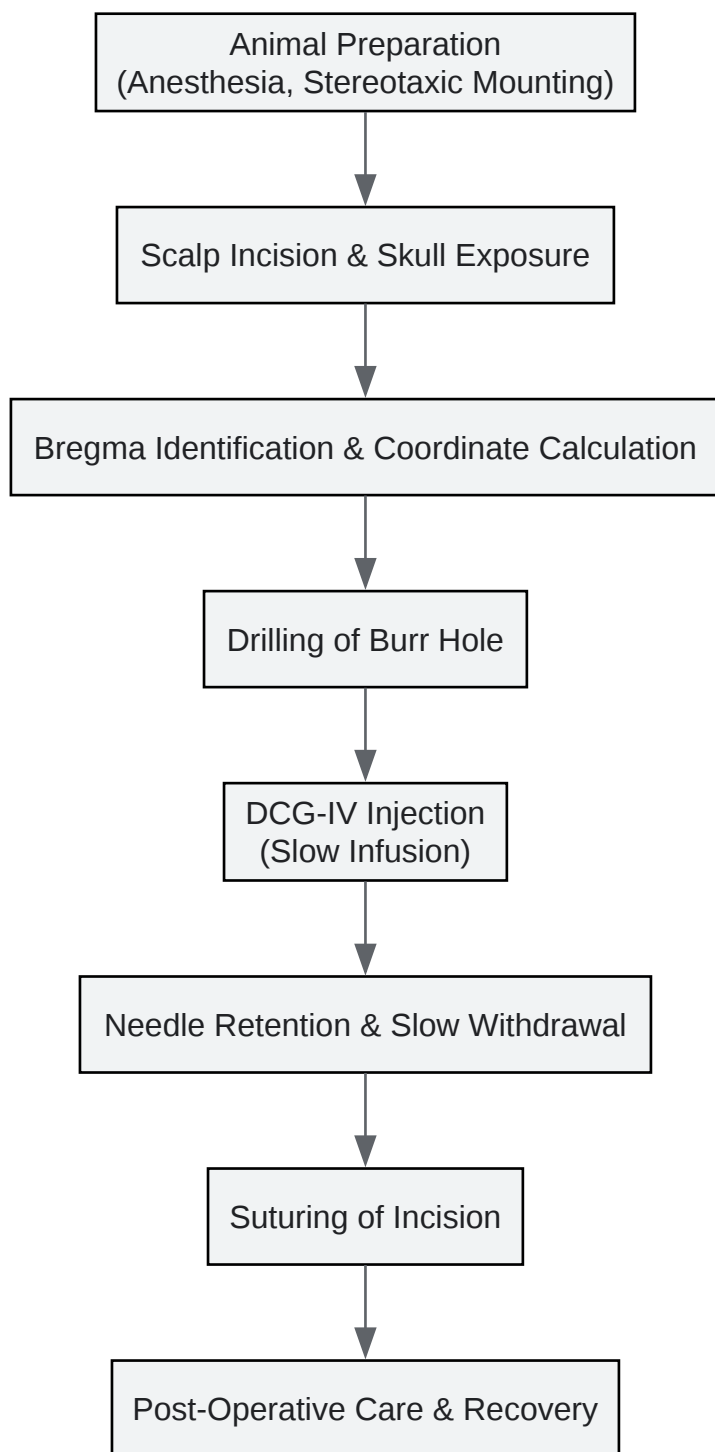 Animal Preparation
(Anesthesia, Stereotaxic Mounting)
Scalp Incision & Skull Exposure
Bregma Identification & Coordinate Calculation
Drilling of Burr Hole
DCG-IV Injection
(Slow Infusion)
Needle Retention & Slow Withdrawal
Suturing of Incision
Post-Operative Care & Recovery